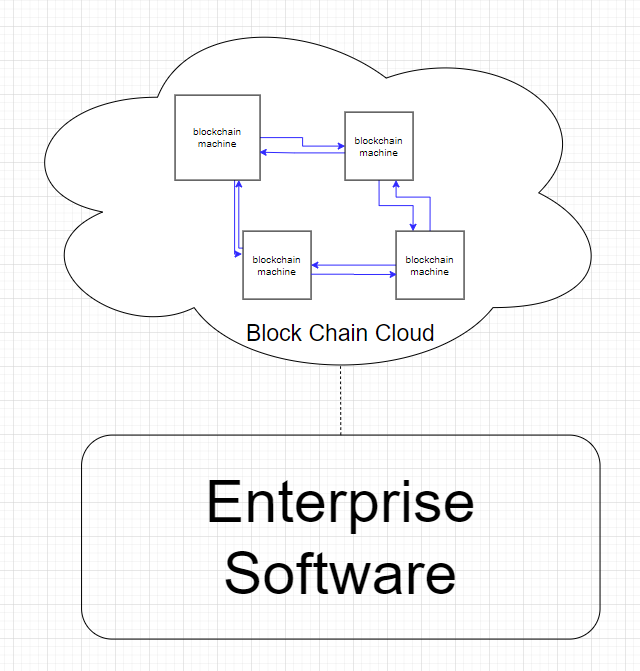 blockchain
machine
blockchain
machine
blockchain
machine
blockchain
machine
Block Chain Cloud
Enterprise
Software